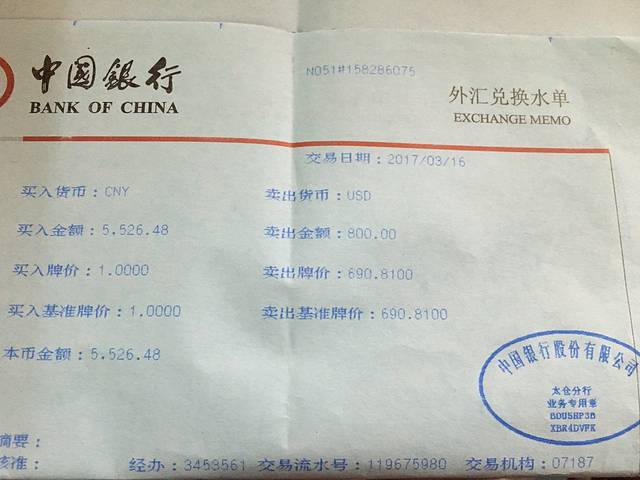 中国银行
BANK OF CHINA
N051#158286075
外汇兑换水单
EXCHANGE MEMO
交易日期：2017/03/16
买入货币：CNY 卖出货币：USD
买入金额：5,526.48 卖出金额：800.00
买入牌价：1.0000 卖出牌价：690.8100
买入基准牌价：1.0000 卖出基准牌价：690.8100
本币金额：5,526.48
中国银行股份有限公司
太仓分行
业务专用章
BOU5HP3B
XBR4DVFK
摘要：
核准： 经办：3453561 交易流水号：119675980 交易机构：07187